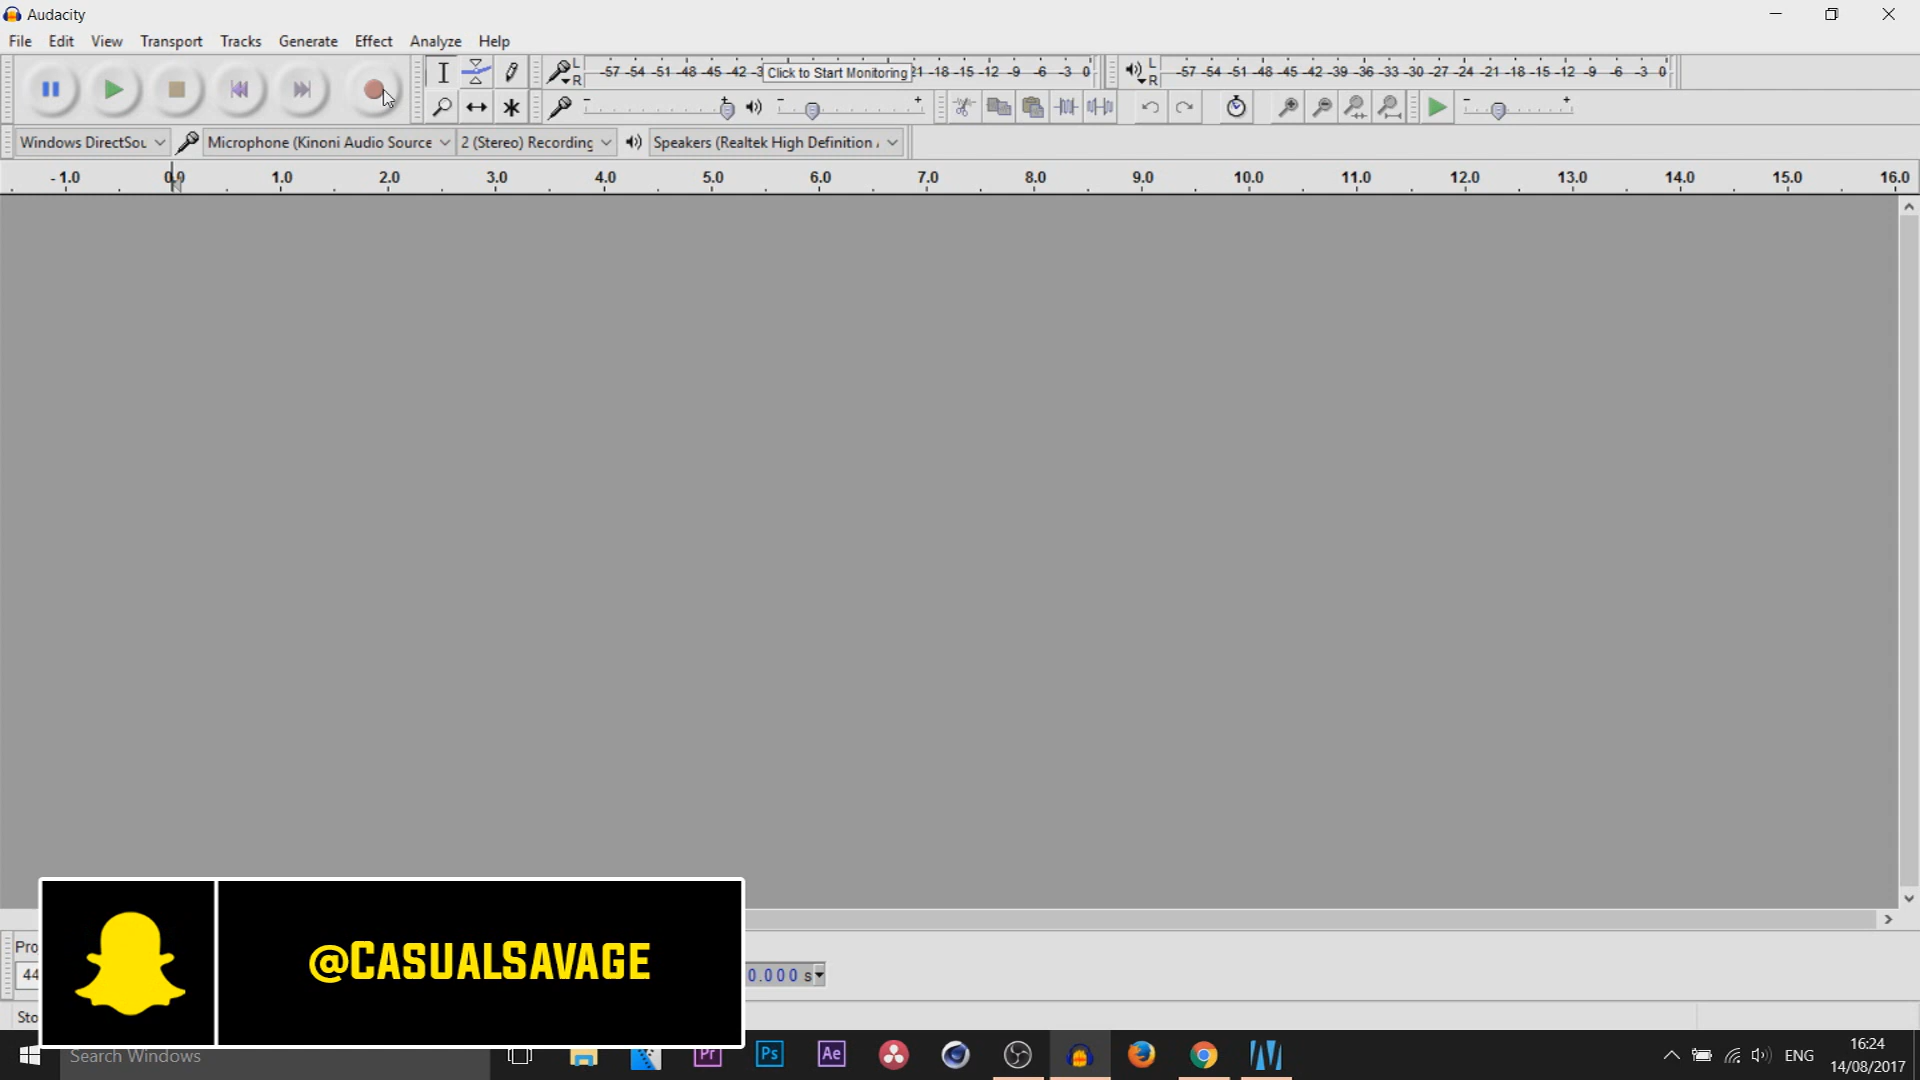 Audacity
File Edit View Transport Tracks Generate Effect Analyze Help
L R -57 -54 -51 -48 -45 -42 -3 Click to Start Monitoring 21 -18 -15 -12 -9 -6 -3 0 L R -57 -54 -51 -48 -45 -42 -39 -36 -33 -30 -27 -24 -21 -18 -15 -12 -9 -6 -3 0
- + - + - +
Windows DirectSou Microphone (Kinoni Audio Source 2 (Stereo) Recording Speakers (Realtek High Definition
-1.0 0.0 1.0 2.0 3.0 4.0 5.0 6.0 7.0 8.0 9.0 10.0 11.0 12.0 13.0 14.0 15.0 16.0
Pro
@CASUALSAVAGE
44 0.000 s
Sto
Search Windows Pr Ps Ae ENG 16:24
14/08/2017